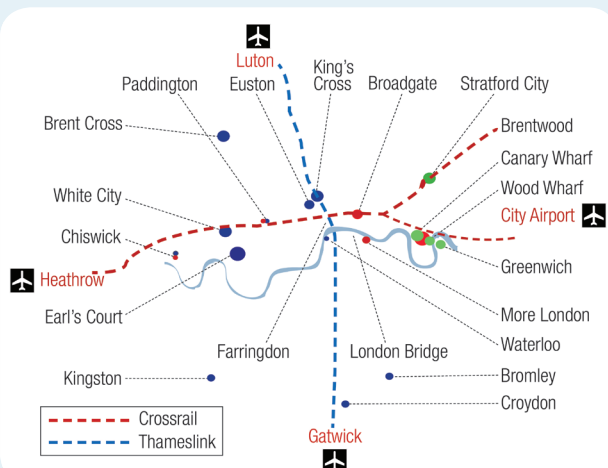 Luton
King's
Cross
Paddington
Euston
Broadgate
Stratford City
Brent Cross
Brentwood
Canary Wharf
White City
Wood Wharf
City Airport
Chiswick
Heathrow
Greenwich
Earl's Court
More London
Farringdon
London Bridge
Waterloo
Kingston
Bromley
Croydon
Crossrail
Thameslink
Gatwick